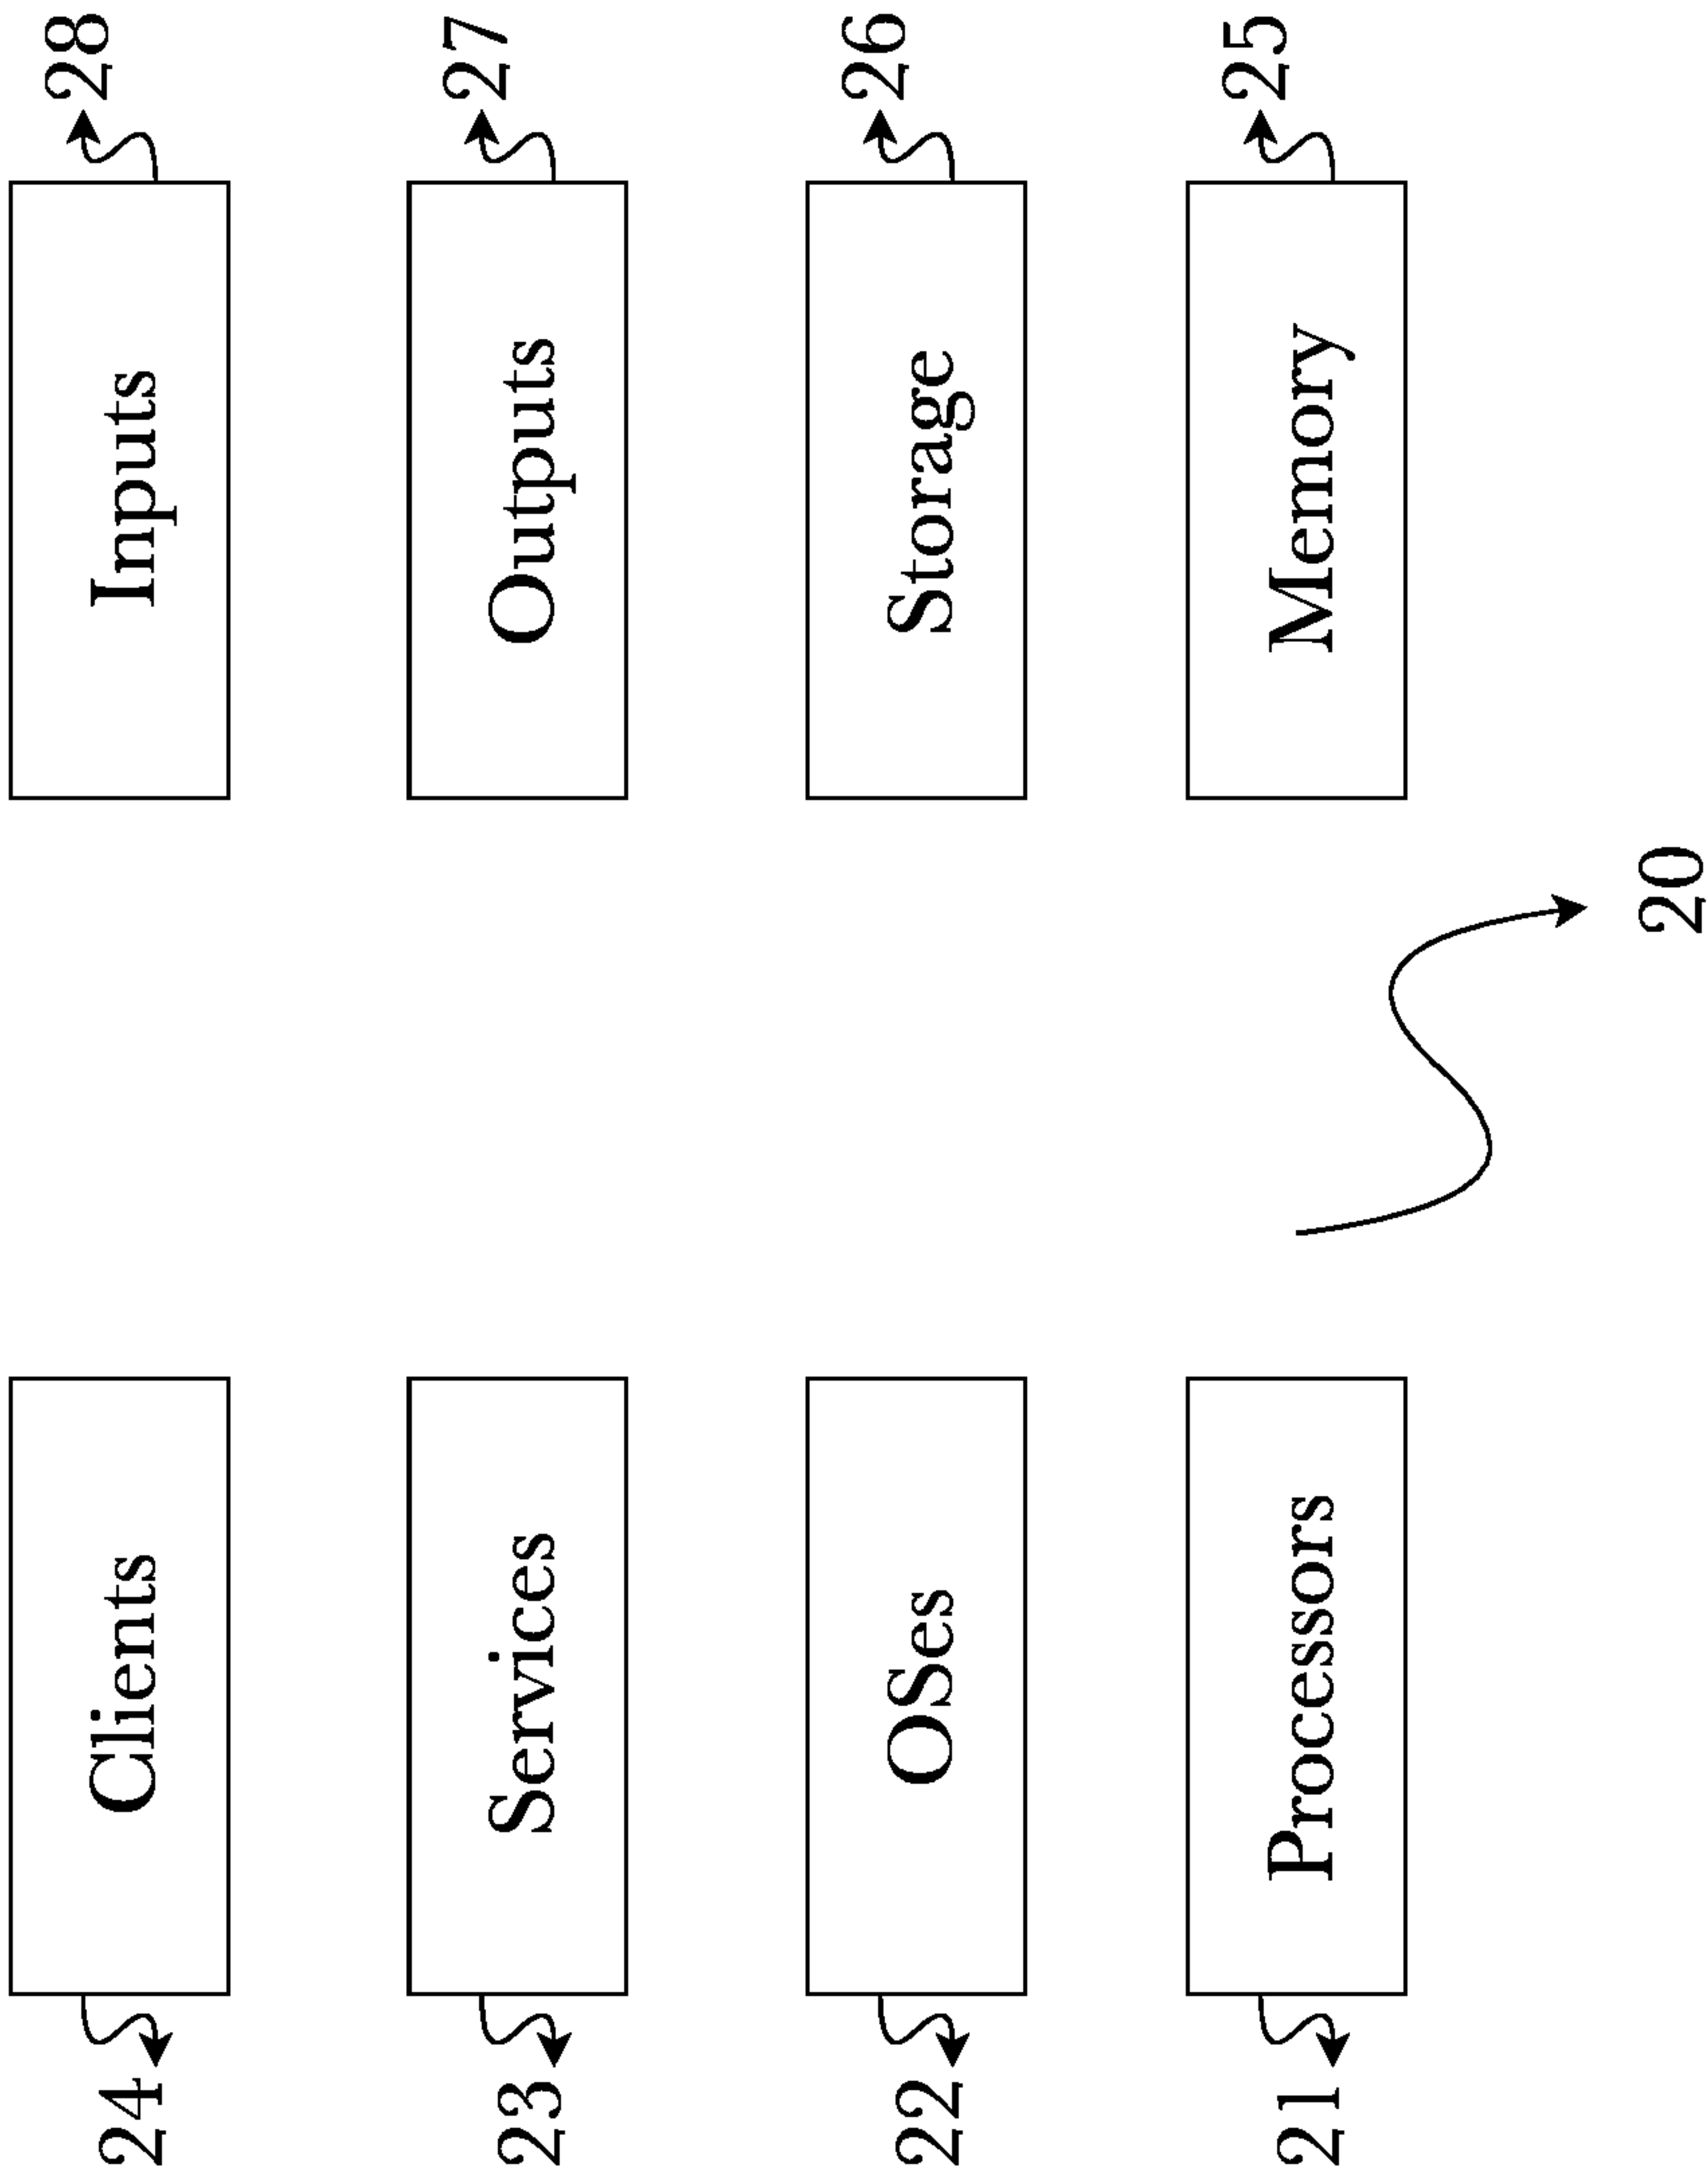 24
Clients
Inputs
28
23
Services
Outputs
27
22
OSes
Storage
26
21
Processors
Memory
25
20